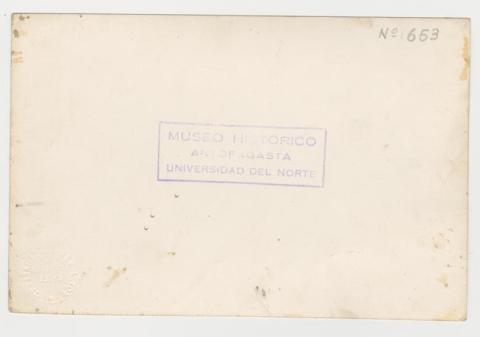 Nº 653
MUSEO HISTORICO
ANTOFAGASTA
UNIVERSIDAD DEL NORTE